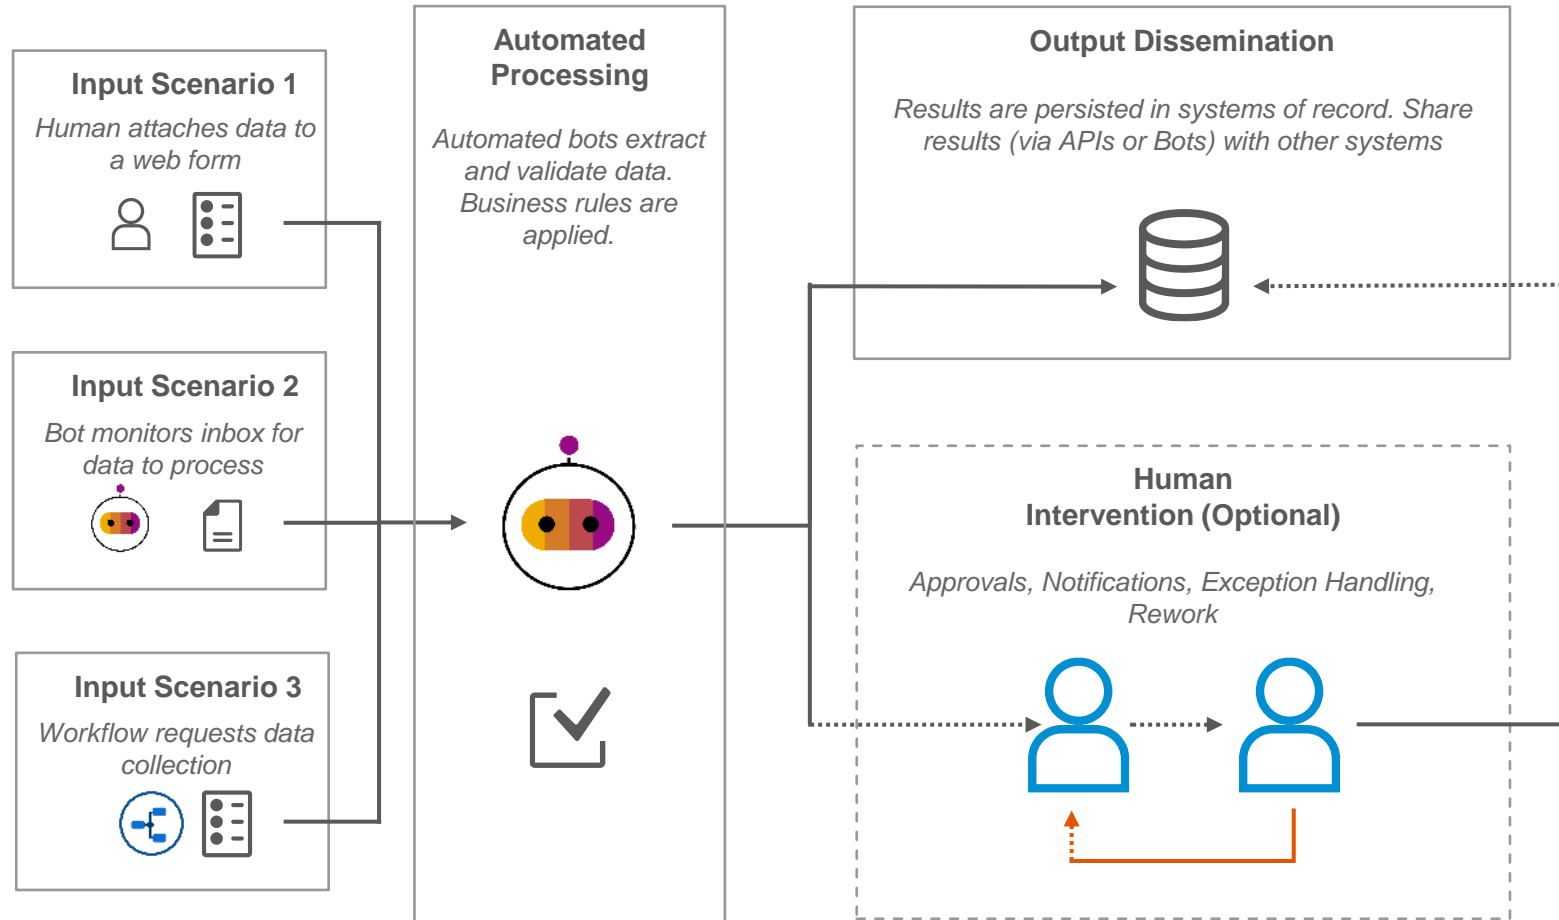 Input Scenario 1
Human attaches data to
a web form
Input Scenario 2
Bot monitors inbox for
data to process
Input Scenario 3
Workflow requests data
collection
Automated
Processing
Automated bots extract
and validate data.
Business rules are
applied.
Output Dissemination
Results are persisted in systems of record. Share
results (via APIs or Bots) with other systems
Human
Intervention (Optional)
Approvals, Notifications, Exception Handling,
Rework